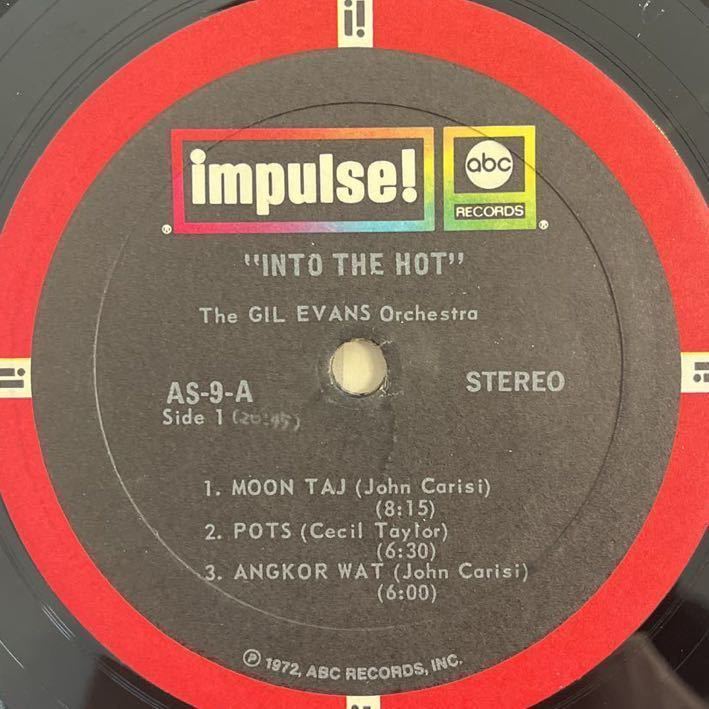 i!
impulse!® abc
RECORDS®
"INTO THE HOT"
The GIL EVANS Orchestra
AS-9-A STEREO
Side 1 (20:45)
1. MOON TAJ (John Carisi)
(8:15)
2. POTS (Cecil Taylor)
(6:30)
3. ANGKOR WAT (John Carisi)
(6:00)
℗ 1972, ABC RECORDS, INC.
i!
i!
i!